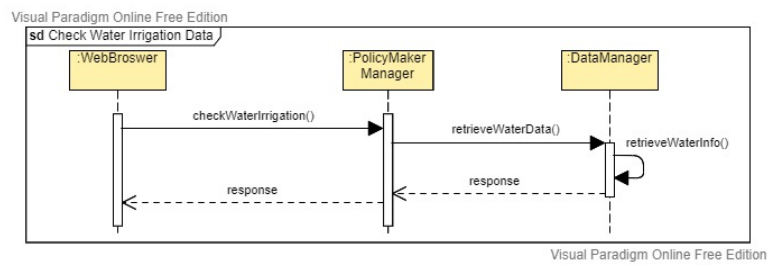 Visual Paradigm Online Free Edition
sd Check Water Irrigation Data
:WebBroswer
:PolicyMaker
Manager
:DataManager
checkWaterIrrigation()
retrieveWaterData()
retrieveWaterInfo()
response
response
Visual Paradigm Online Free Edition